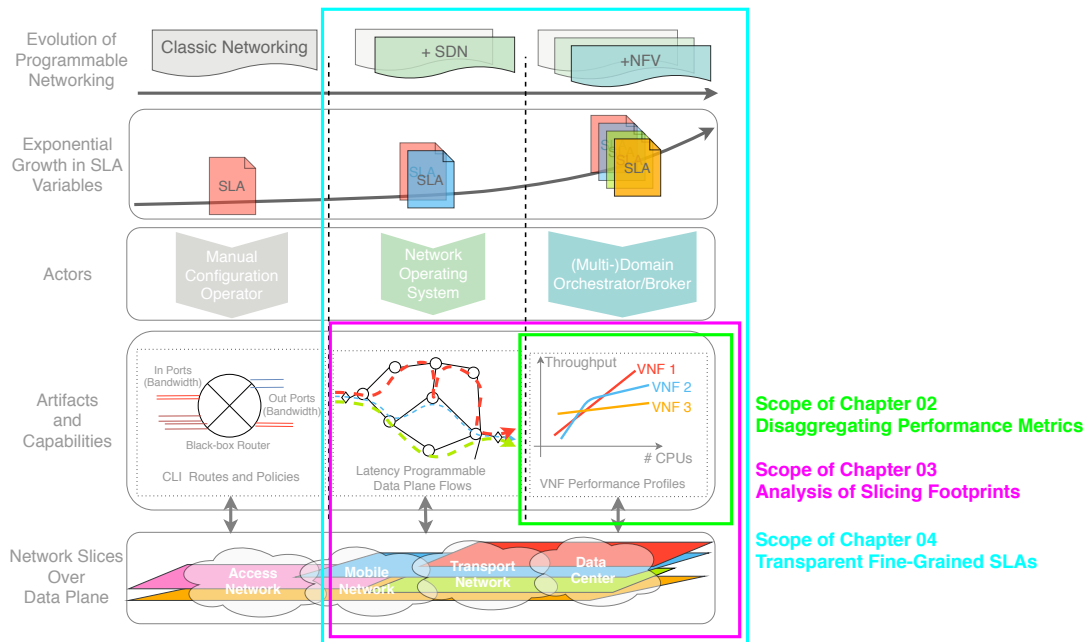 Evolution of
Programmable
Networking
Classic Networking
+ SDN
+NFV
Exponential
Growth in SLA
Variables
SLA
SLA
SLA
SLA
SLA
SLA
SLA
Actors
Manual
Configuration
Operator
Network
Operating
System
(Multi-)Domain
Orchestrator/Broker
Artifacts
and
Capabilities
In Ports
(Bandwidth)
Out Ports
(Bandwidth)
Black-box Router
CLI Routes and Policies
Latency Programmable
Data Plane Flows
Throughput
VNF 1
VNF 2
VNF 3
# CPUs
VNF Performance Profiles
Scope of Chapter 02
Disaggregating Performance Metrics
Scope of Chapter 03
Analysis of Slicing Footprints
Scope of Chapter 04
Transparent Fine-Grained SLAs
Network Slices
Over
Data Plane
Access
Network
Mobile
Network
Transport
Network
Data
Center